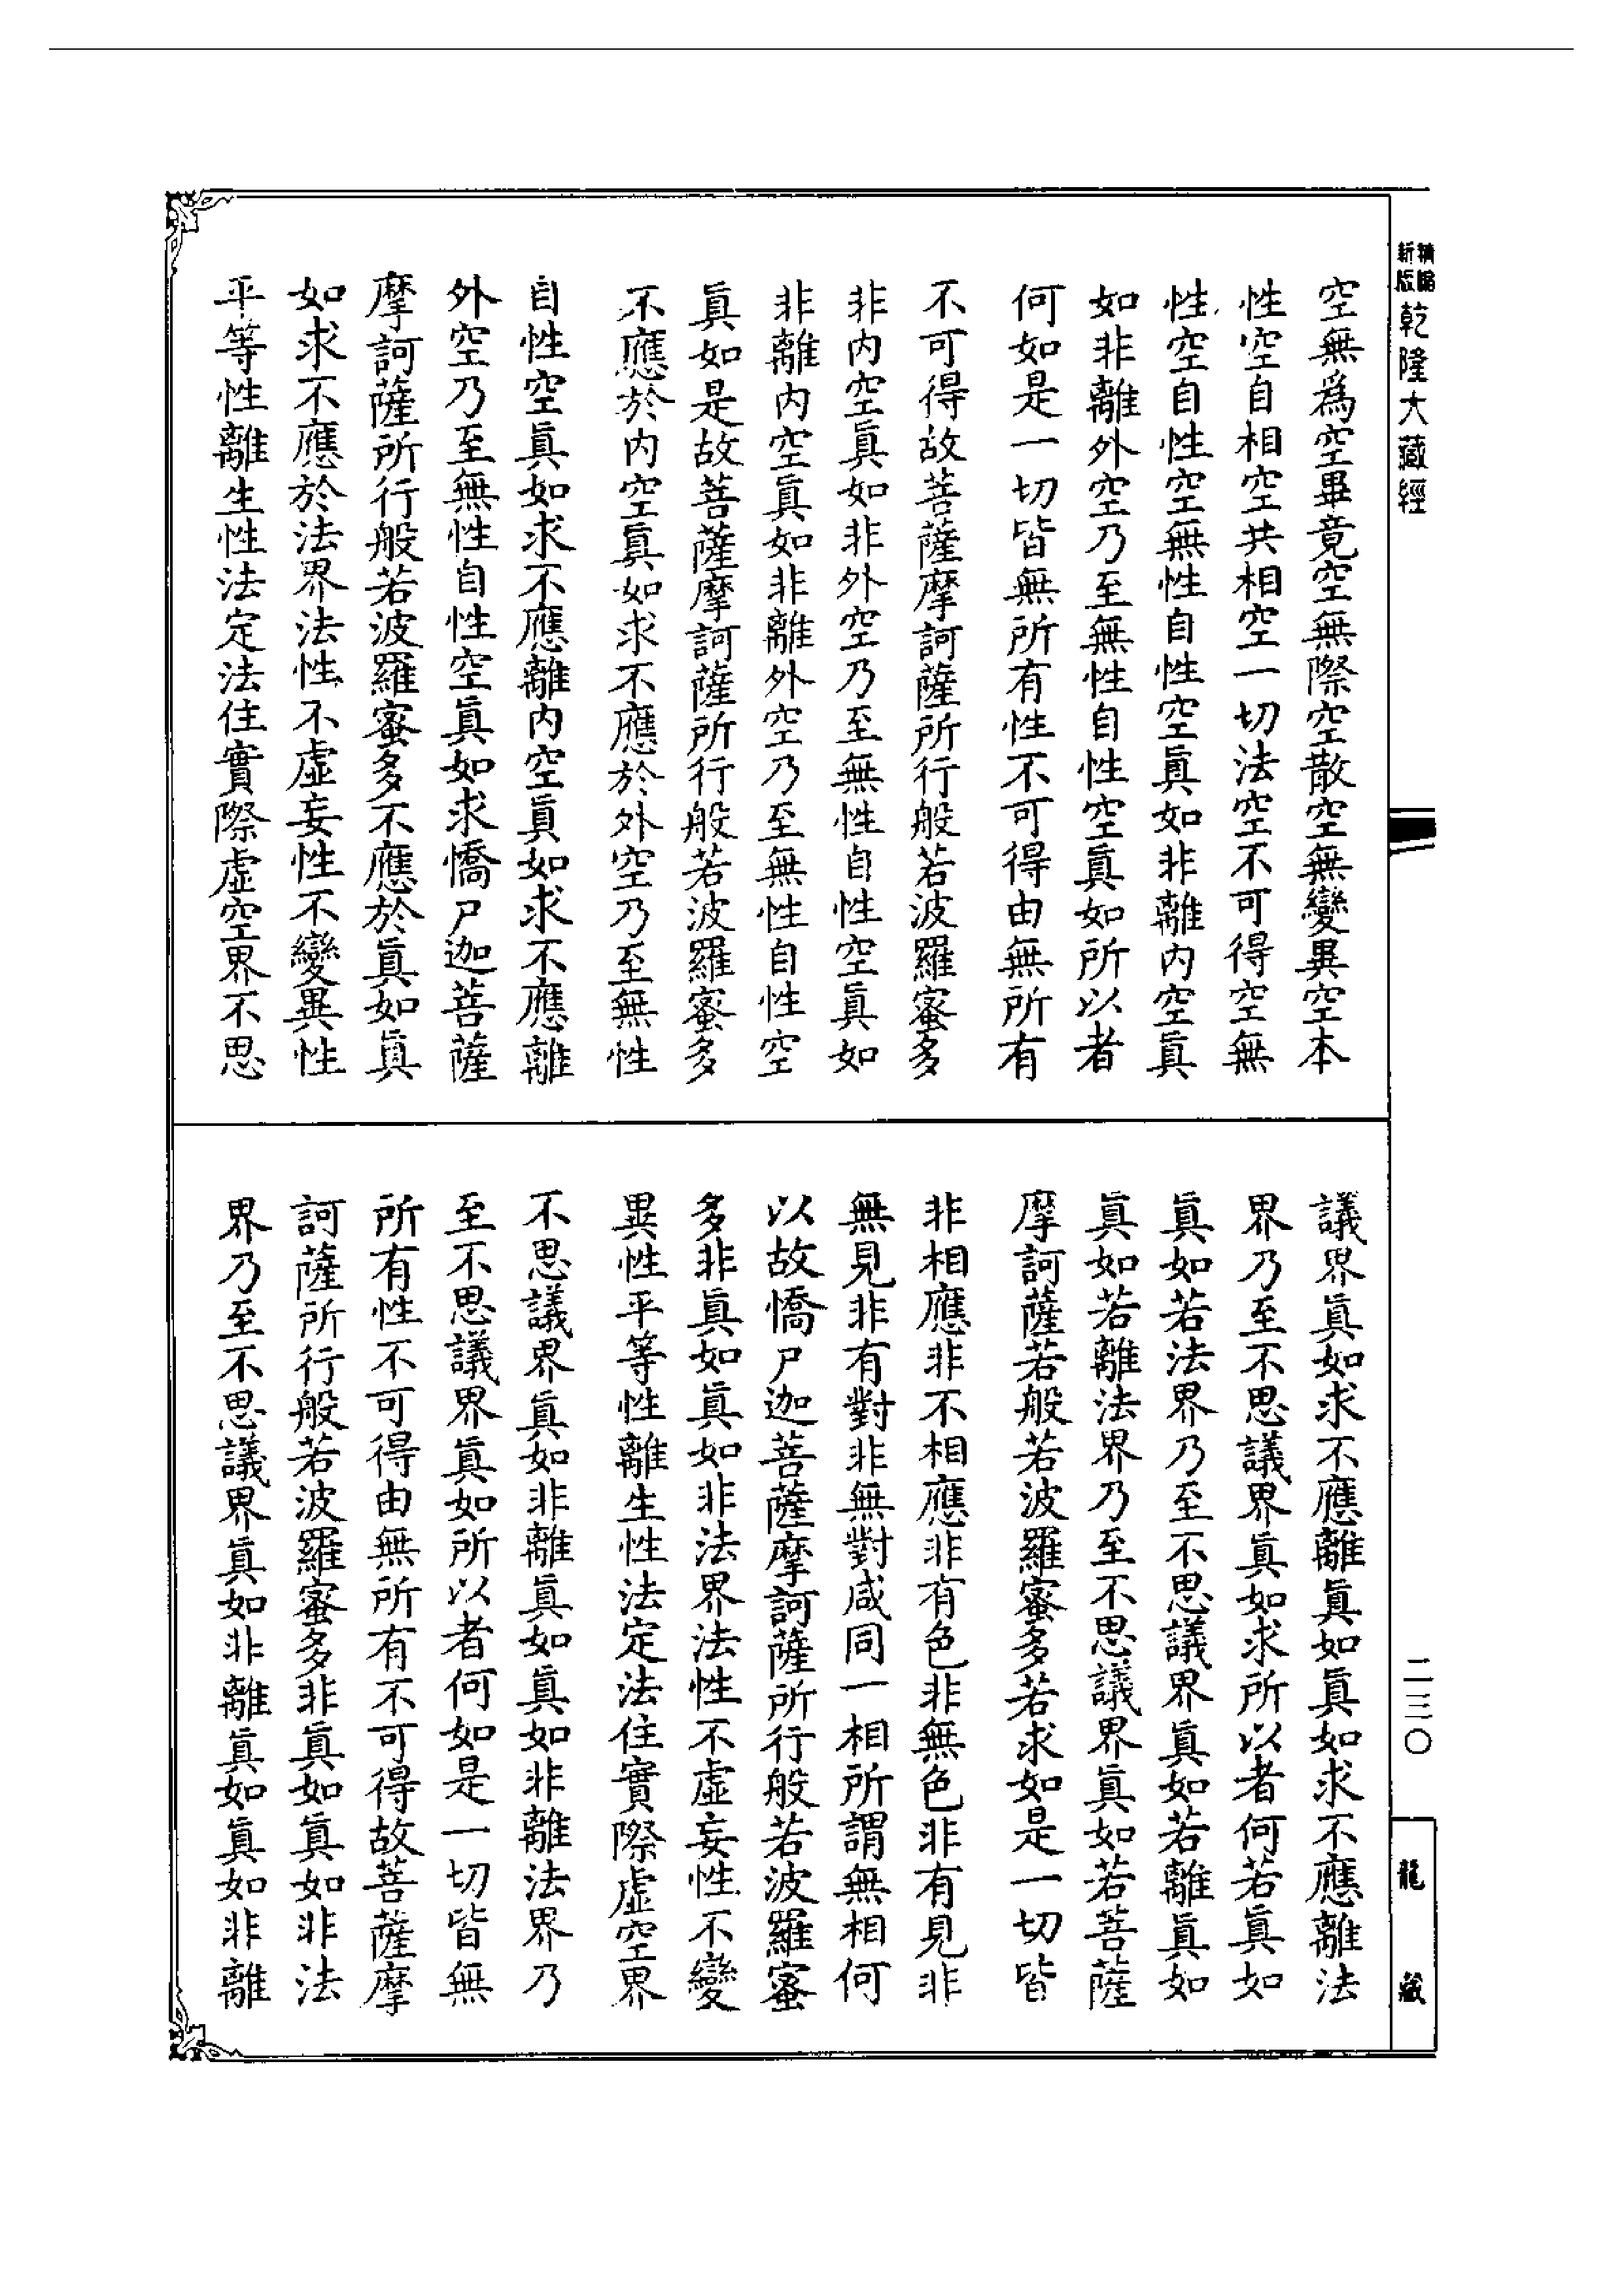 新版
精縮
乾隆大藏經
空無爲空畢竟空無際空散空無變異空本
性空自相空共相空一切法空不可得空無
性空自性空無性自性空眞如非離內空眞
如非離外空乃至無性自性空眞如所以者
何如是一切皆無所有性不可得由無所有
不可得故菩薩摩訶薩所行般若波羅蜜多
非內空眞如非外空乃至無性自性空眞如
非離內空眞如非離外空乃至無性自性空
眞如是故菩薩摩訶薩所行般若波羅蜜多
不應於內空眞如求不應於外空乃至無性
自性空眞如求不應離內空眞如求不應離
外空乃至無性自性空眞如求憍尸迦菩薩
摩訶薩所行般若波羅蜜多不應於眞如眞
如求不應於法界法性不虛妄性不變異性
平等性離生性法定法住實際虛空界不思
議界眞如求不應離眞如眞如求不應離法
界乃至不思議界眞如求所以者何若眞如
眞如若法界乃至不思議界眞如若離眞如
眞如若離法界乃至不思議界眞如若菩薩
摩訶薩若般若波羅蜜多若求如是一切皆
非相應非不相應非有色非無色非有見非
無見非有對非無對咸同一相所謂無相何
以故憍尸迦菩薩摩訶薩所行般若波羅蜜
多非眞如眞如非法界法性不虛妄性不變
異性平等性離生性法定法住實際虛空界
不思議界眞如非離眞如眞如非離法界乃
至不思議界眞如所以者何如是一切皆無
所有性不可得由無所有不可得故菩薩摩
訶薩所行般若波羅蜜多非眞如眞如非法
界乃至不思議界眞如非離眞如眞如非離
二三〇
龍藏